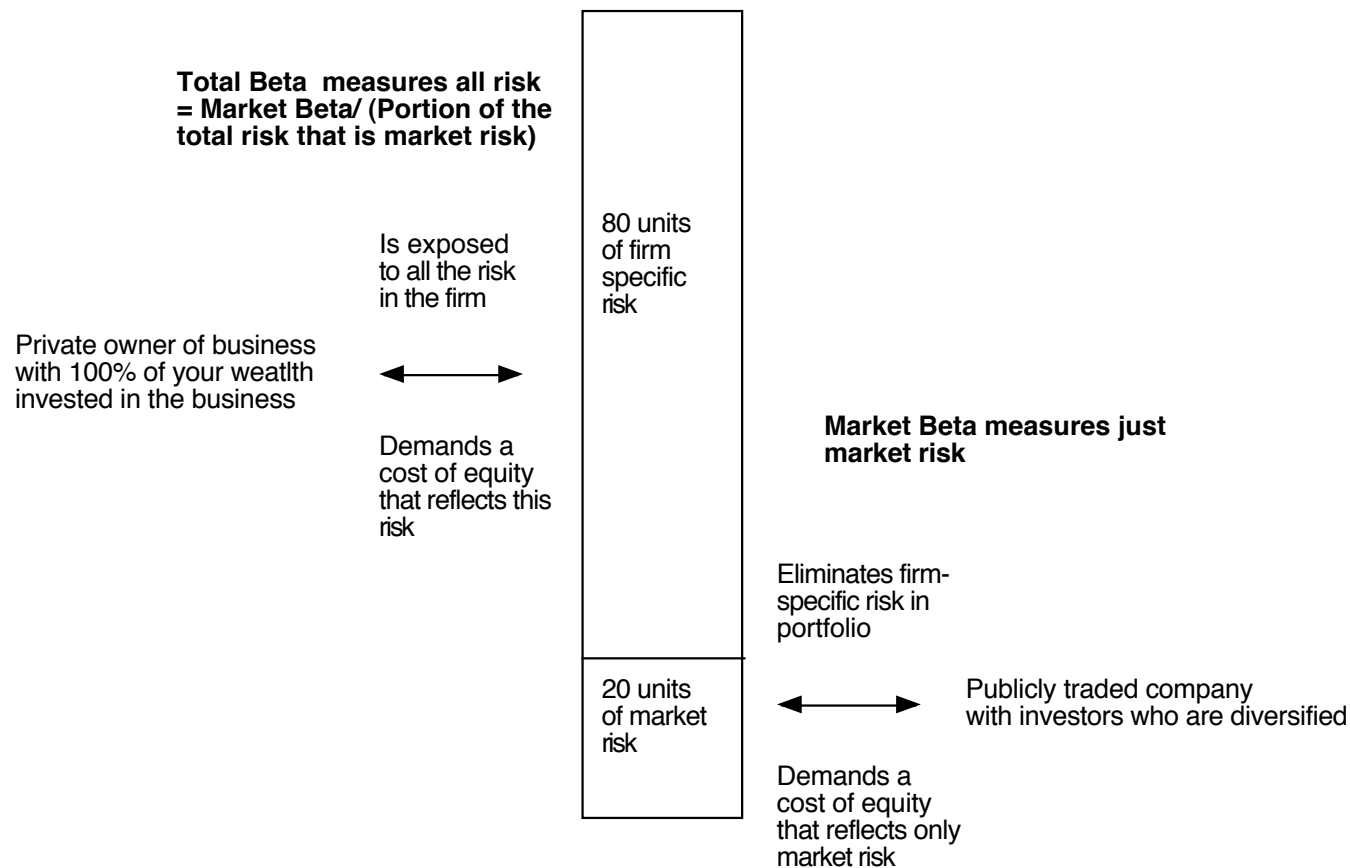 Total Beta  measures all risk
= Market Beta/ (Portion of the
total risk that is market risk)
80 units
of firm
specific
risk
Is exposed
to all the risk
in the firm
Private owner of business
with 100% of your weatlth
invested in the business
Demands a
cost of equity
that reflects this
risk
Market Beta measures just
market risk
Eliminates firm-
specific risk in
portfolio
20 units
of market
risk
Publicly traded company
with investors who are diversified
Demands a
cost of equity
that reflects only
market risk